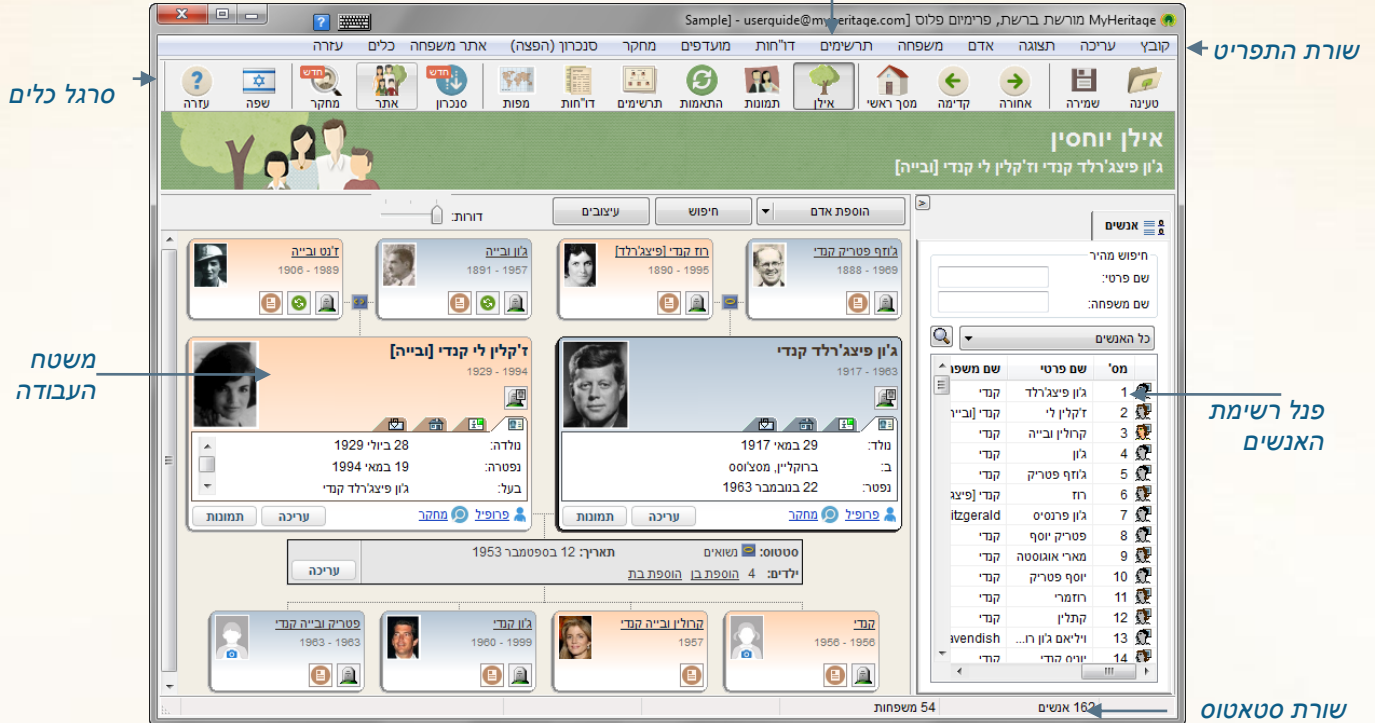 MyHeritage מורשת ברשת, פרימיום פלוס [Sample] - userguide@myheritage.com
קובץ עריכה תצוגה אדם משפחה תרשימים דו"חות מועדפים מחקר סנכרון (הפצה) אתר משפחה כלים עזרה
שורת התפריט
סרגל כלים
חדש חדש
טעינה שמירה אחורה קדימה מסך ראשי אילן תמונות התאמות תרשימים דו"חות מפות סנכרון אתר מחקר שפה עזרה
אילן יוחסין
ג'ון פיצג'רלד קנדי וז'קלין לי קנדי [ובייה]
הוספת אדם חיפוש עיצובים דורות:
אנשים
חיפוש מהיר
שם פרטי:
שם משפחה:
כל האנשים
מס' שם פרטי שם משפח
1 ג'ון פיצג'רלד קנדי
2 ז'קלין לי קנדי [ובייר
3 קרולין ובייה קנדי
4 ג'ון קנדי
5 ג'וזף פטריק קנדי
6 רוז קנדי [פיצג
7 ג'ון פרנסיס itzgerald
8 פטריק יוסף קנדי
9 מארי אוגוסטה קנדי
10 יוסף פטריק קנדי
11 רוזמרי קנדי
12 קתלין קנדי
13 ויליאם ג'ון רו... avendish
14 יוניס קנדי קנדי
פנל רשימת
האנשים
ג'וזף פטריק קנדי
1888 - 1969
רוז קנדי [פיצג'רלד]
1890 - 1995
ג'ון ובייה
1891 - 1957
ז'נט ובייה
1906 - 1989
ג'ון פיצג'רלד קנדי
1917 - 1963
נולד: 29 במאי 1917
ב: ברוקליין, מסצ'וסס
נפטר: 22 בנובמבר 1963
פרופיל מחקר עריכה תמונות
ז'קלין לי קנדי [ובייה]
1929 - 1994
נולדה: 28 ביולי 1929
נפטרה: 19 במאי 1994
בעל: ג'ון פיצג'רלד קנדי
פרופיל מחקר עריכה תמונות
משטח
העבודה
סטטוס: נשואים תאריך: 12 בספטמבר 1953
ילדים: 4 הוספת בן הוספת בת
עריכה
קנדי
1956 - 1956
קרולין ובייה קנדי
1957
ג'ון קנדי
1960 - 1999
פטריק ובייה קנדי
1963 - 1963
162 אנשים 54 משפחות
שורת סטאטוס